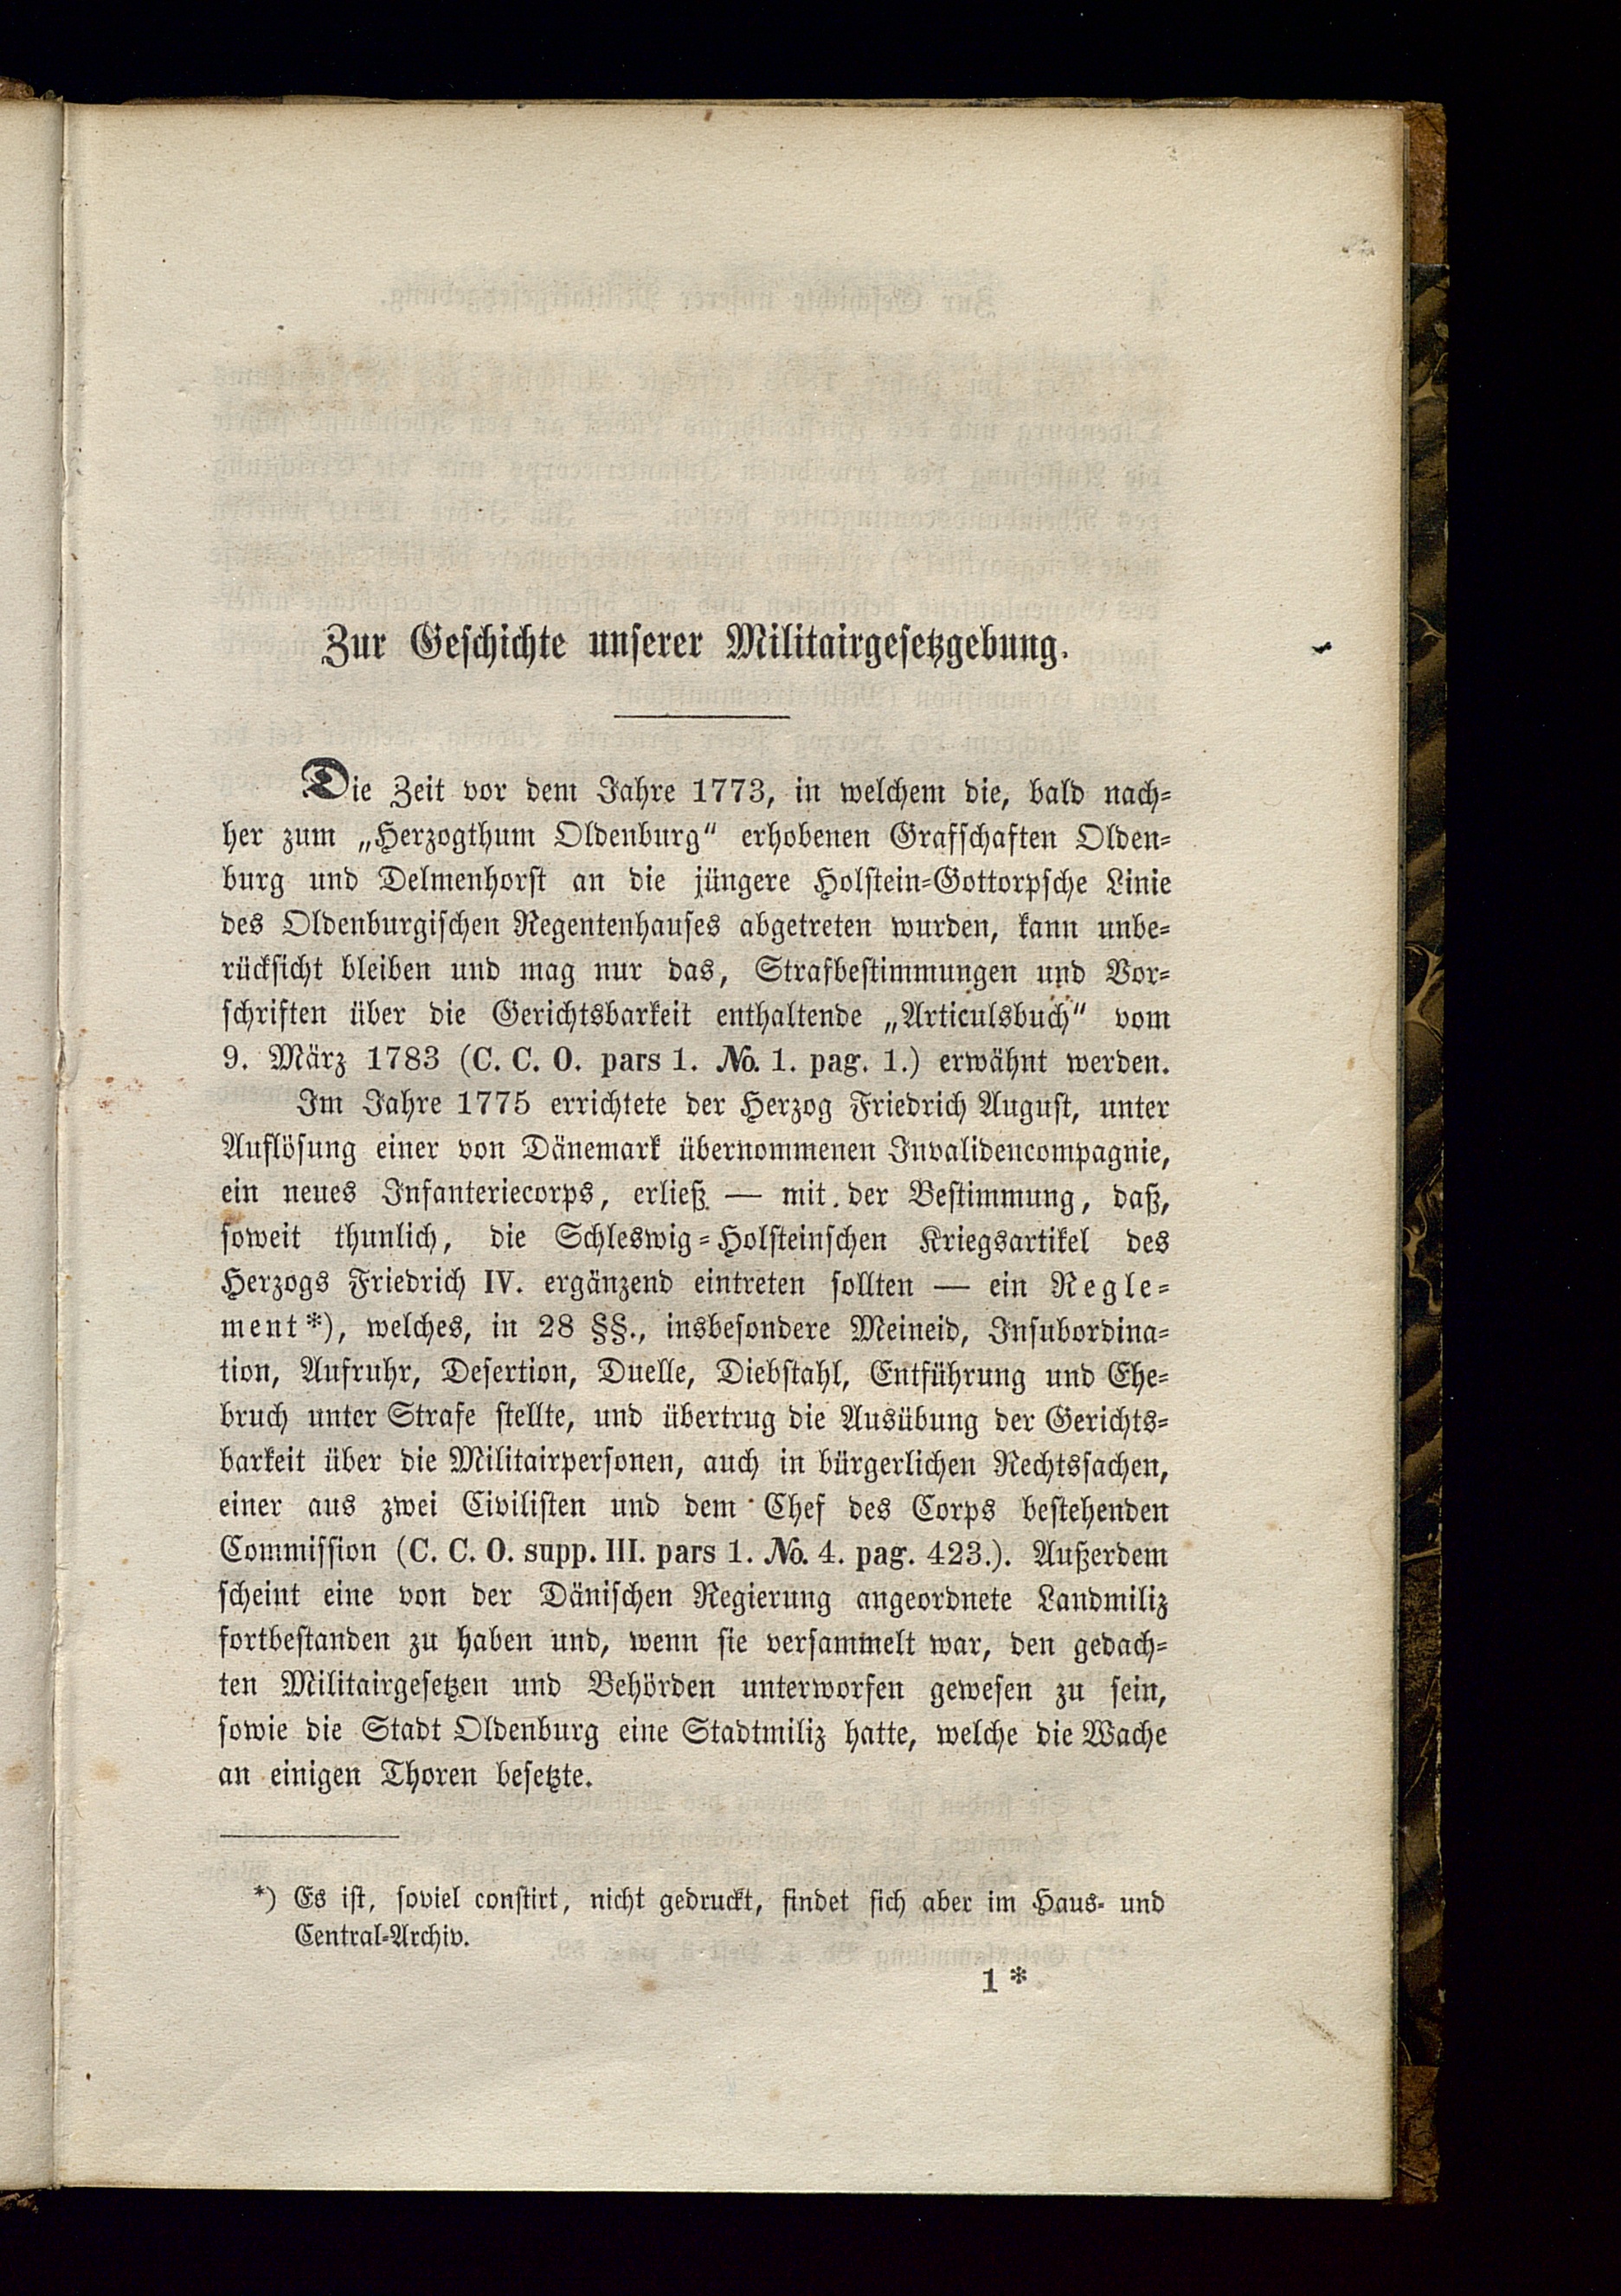 Zur Geschichte unserer Militairgesetzgebung.
Die Zeit vor dem Jahre 1773, in welchem die, bald nach-
her zum „Herzogthum Oldenburg“ erhobenen Grafschaften Olden-
burg und Delmenhorst an die jüngere Holstein-Gottorpsche Linie
des Oldenburgischen Regentenhauses abgetreten wurden, kann unbe-
rücksicht bleiben und mag nur das, Strafbestimmungen und Vor-
schriften über die Gerichtsbarkeit enthaltende „Articulsbuch“ vom
9. März 1783 (C. C. O. pars 1. No. 1. pag. 1.) erwähnt werden.
Im Jahre 1775 errichtete der Herzog Friedrich August, unter
Auflösung einer von Dänemark übernommenen Invalidencompagnie,
ein neues Infanteriecorps, erließ — mit der Bestimmung, daß,
soweit thunlich, die Schleswig-Holsteinschen Kriegsartikel des
Herzogs Friedrich IV. ergänzend eintreten sollten — ein Regle-
ment*), welches, in 28 §§., insbesondere Meineid, Insubordina-
tion, Aufruhr, Desertion, Duelle, Diebstahl, Entführung und Ehe-
bruch unter Strafe stellte, und übertrug die Ausübung der Gerichts-
barkeit über die Militairpersonen, auch in bürgerlichen Rechtssachen,
einer aus zwei Civilisten und dem Chef des Corps bestehenden
Commission (C. C. O. supp. III. pars 1. No. 4. pag. 423.). Außerdem
scheint eine von der Dänischen Regierung angeordnete Landmiliz
fortbestanden zu haben und, wenn sie versammelt war, den gedach-
ten Militairgesetzen und Behörden unterworfen gewesen zu sein,
sowie die Stadt Oldenburg eine Stadtmiliz hatte, welche die Wache
an einigen Thoren besetzte.
*) Es ist, soviel constirt, nicht gedruckt, findet sich aber im Haus- und
Central-Archiv.
1*